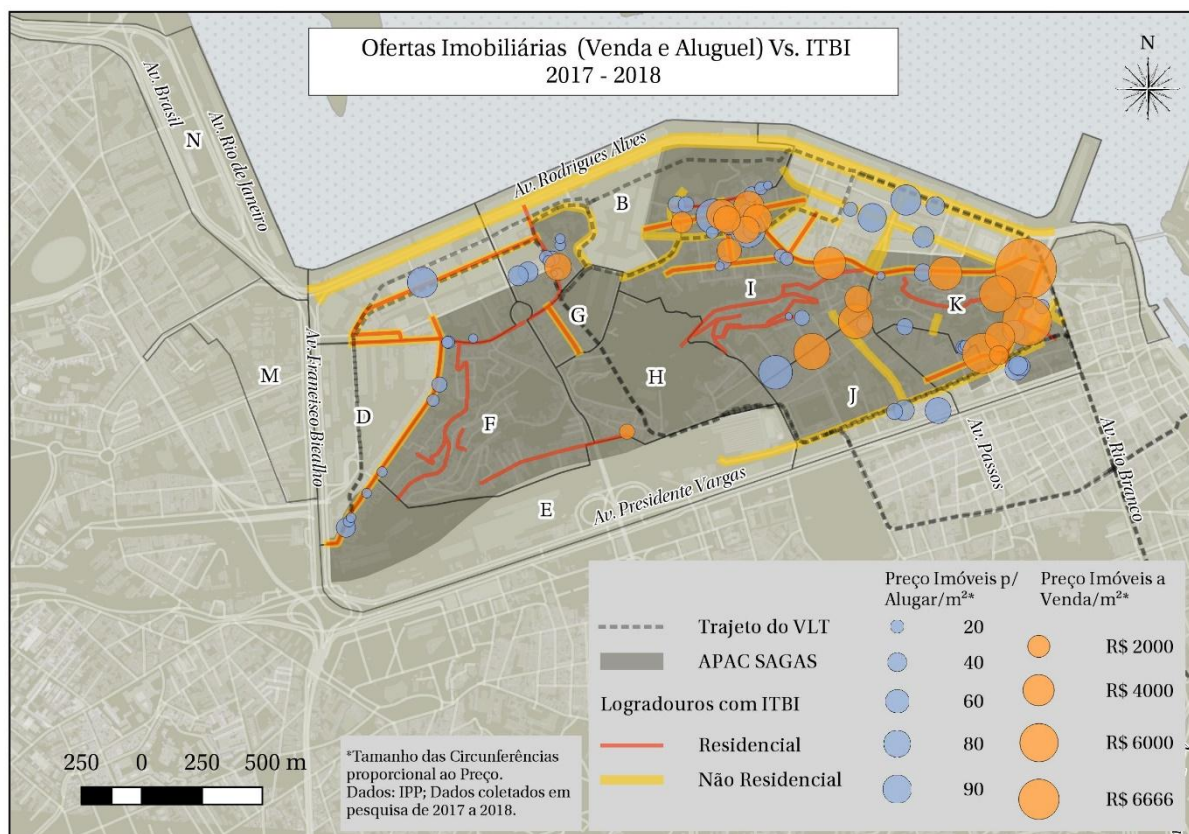 Ofertas Imobiliárias (Venda e Aluguel) Vs. ITBI
2017 - 2018
N
Av. Brasil
N
Av. Rio de Janeiro
Av. Rodrigues Alves
B
I
K
G
M
H
D
F
J
Av. Francisco Bicalho
E
Av. Presidente Vargas
Av. Passos
Av. Rio Branco
Preço Imóveis p/
Alugar/m²*
Preço Imóveis a
Venda/m²*
Trajeto do VLT
20
R$ 2000
APAC SAGAS
40
R$ 4000
Logradouros com ITBI
60
Residencial
80
R$ 6000
Não Residencial
90
R$ 6666
250 0 250 500 m
*Tamanho das Circunferências
proporcional ao Preço.
Dados: IPP; Dados coletados em
pesquisa de 2017 a 2018.